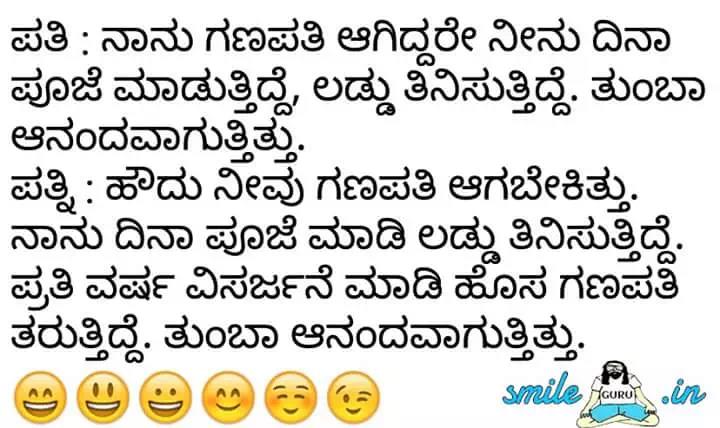 ಪತಿ : ನಾನು ಗಣಪತಿ ಆಗಿದ್ದರೇ ನೀನು ದಿನಾ
ಪೂಜೆ ಮಾಡುತ್ತಿದ್ದೆ, ಲಡ್ಡು ತಿನಿಸುತ್ತಿದ್ದೆ. ತುಂಬಾ
ಆನಂದವಾಗುತ್ತಿತ್ತು.
ಪತ್ನಿ : ಹೌದು ನೀವು ಗಣಪತಿ ಆಗಬೇಕಿತ್ತು.
ನಾನು ದಿನಾ ಪೂಜೆ ಮಾಡಿ ಲಡ್ಡು ತಿನಿಸುತ್ತಿದ್ದೆ.
ಪ್ರತಿ ವರ್ಷ ವಿಸರ್ಜನೆ ಮಾಡಿ ಹೊಸ ಗಣಪತಿ
ತರುತ್ತಿದ್ದೆ. ತುಂಬಾ ಆನಂದವಾಗುತ್ತಿತ್ತು.
smile GURU .in